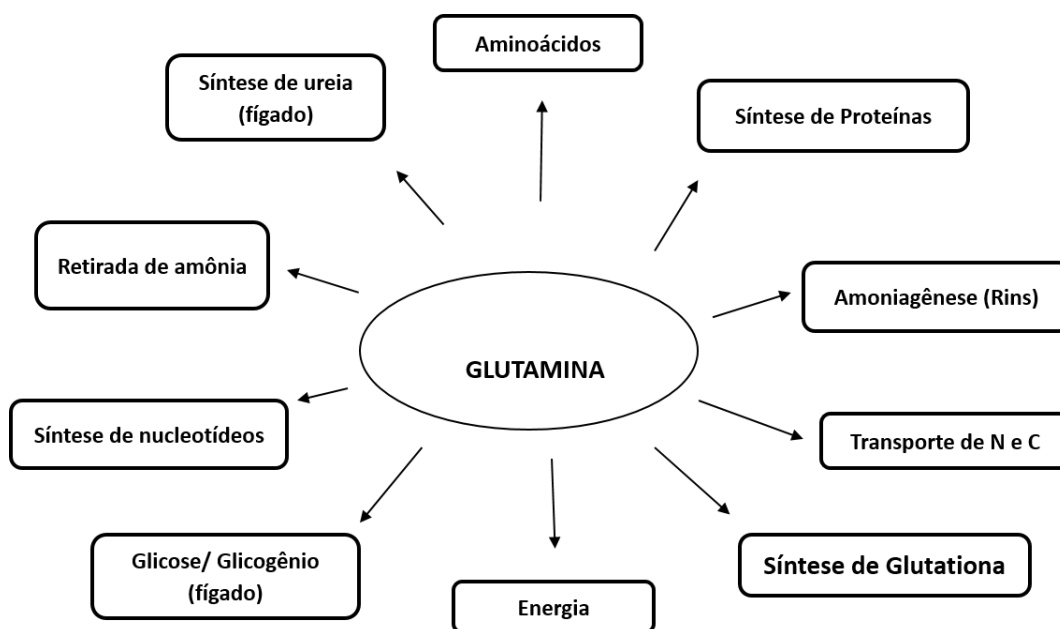 Aminoácidos
Síntese de ureia
(fígado)
Síntese de Proteínas
Retirada de amônia
Amoniagênese (Rins)
GLUTAMINA
Síntese de nucleotídeos
Transporte de N e C
Glicose/ Glicogênio
(fígado)
Síntese de Glutationa
Energia